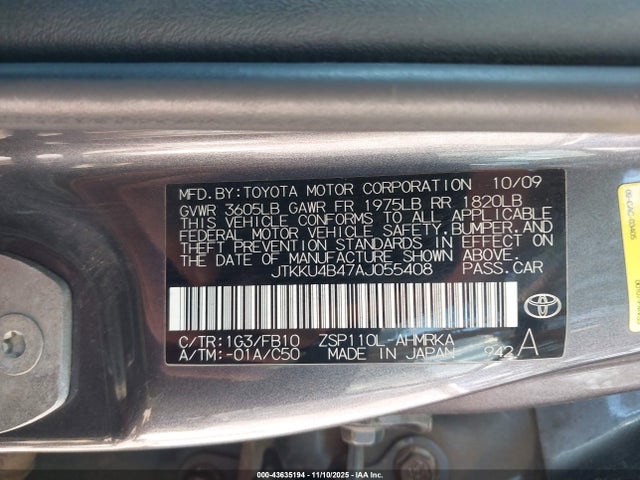 MFD.BY:TOYOTA MOTOR CORPORATION 10/09
GVWR 3605LB GAWR FR 1975LB RR 1820LB
THIS VEHICLE CONFORMS TO ALL APPLICABLE
FEDERAL MOTOR VEHICLE SAFETY,BUMPER,AND
THEFT PREVENTION STANDARDS IN EFFECT ON
THE DATE OF MANUFACTURE SHOWN ABOVE.
JTKKU4B47AJ055408 PASS.CAR
C/TR:1G3/FB10 ZSP110L-AHMRKA
A/TM:-01A/C50 MADE IN JAPAN 942 A
TOYOTA
000-43635194 - 11/10/2025 - IAA Inc.